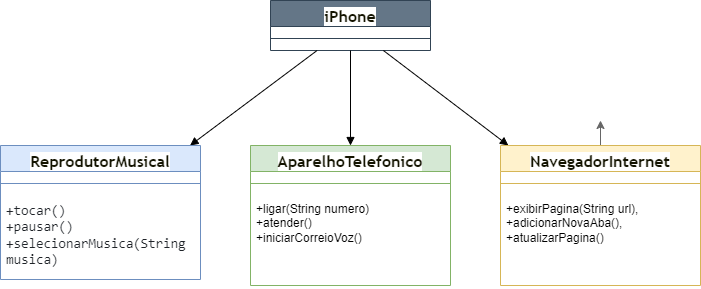 iPhone
ReprodutorMusical
+tocar()
+pausar()
+selecionarMusica(String
musica)
AparelhoTelefonico
+ligar(String numero)
+atender()
+iniciarCorreioVoz()
NavegadorInternet
+exibirPagina(String url),
+adicionarNovaAba(),
+atualizarPagina()